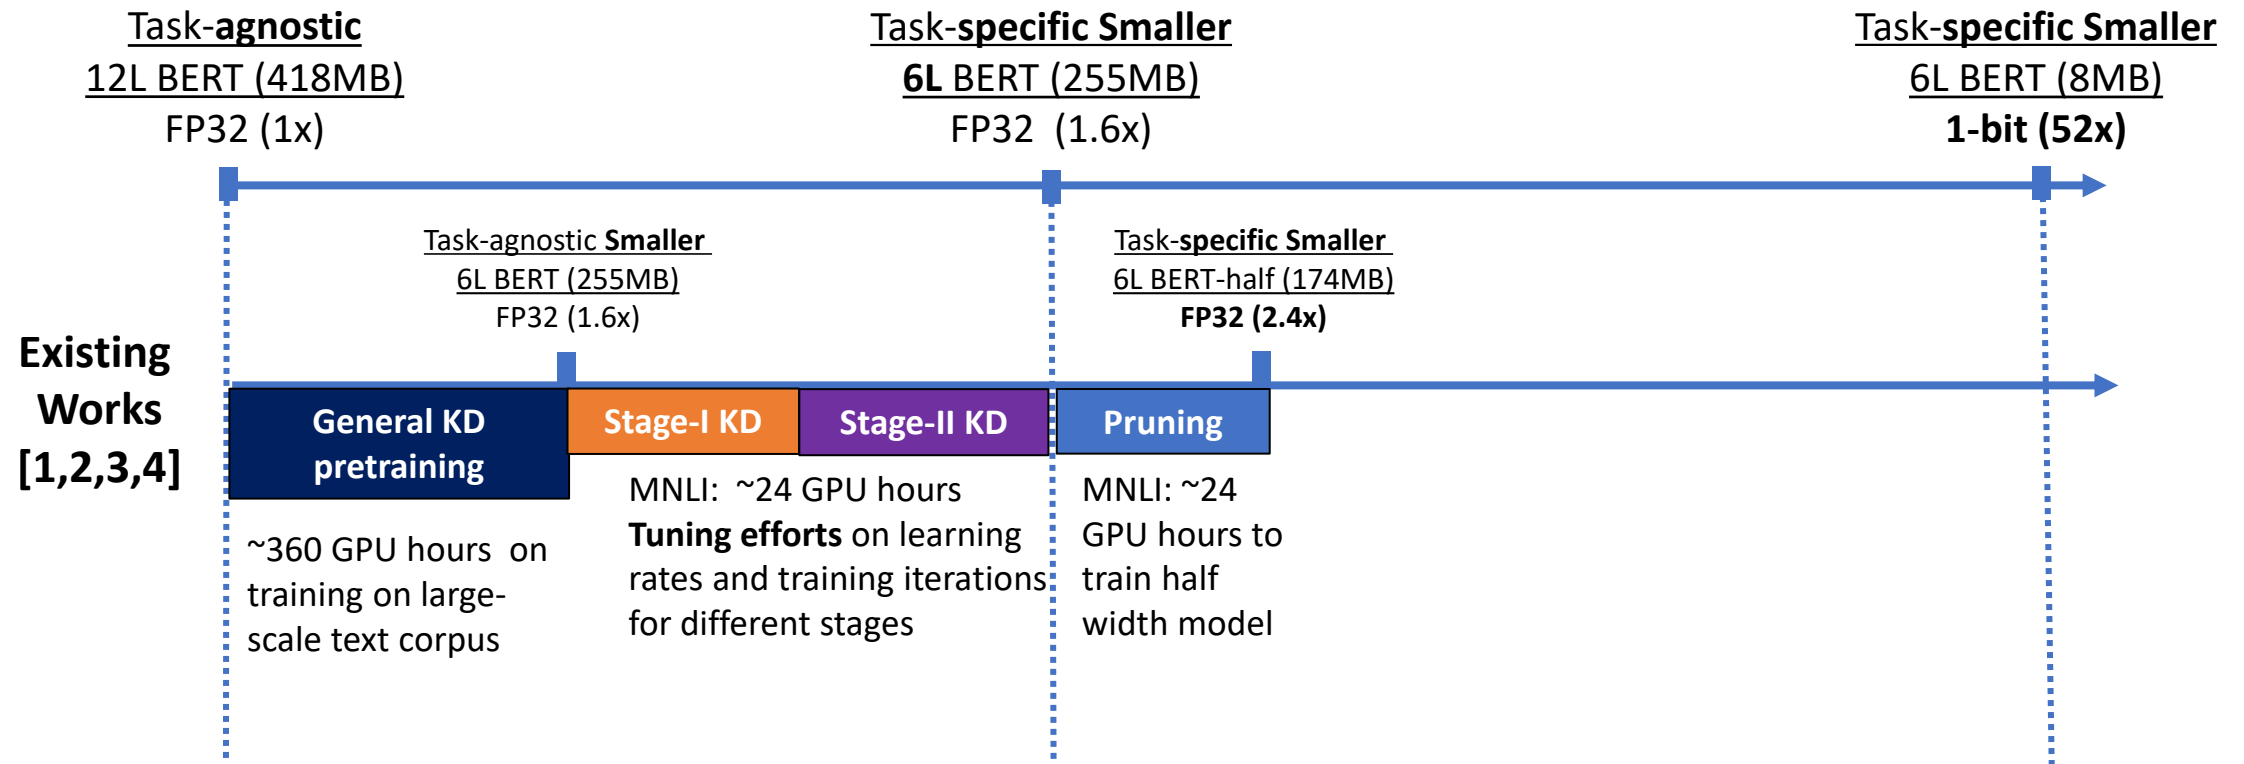 Task-agnostic
12L BERT (418MB)
FP32 (1x)
Task-specific Smaller
6L BERT (255MB)
FP32 (1.6x)
Task-specific Smaller
6L BERT (8MB)
1-bit (52x)
Task-agnostic Smaller
6L BERT (255MB)
FP32 (1.6x)
Task-specific Smaller
6L BERT-half (174MB)
FP32 (2.4x)
Existing
Works
[1,2,3,4]
General KD
pretraining
Stage-I KD
Stage-II KD
Pruning
~360 GPU hours on
training on large-
scale text corpus
MNLI: ~24 GPU hours
Tuning efforts on learning
rates and training iterations
for different stages
MNLI: ~24
GPU hours to
train half
width model